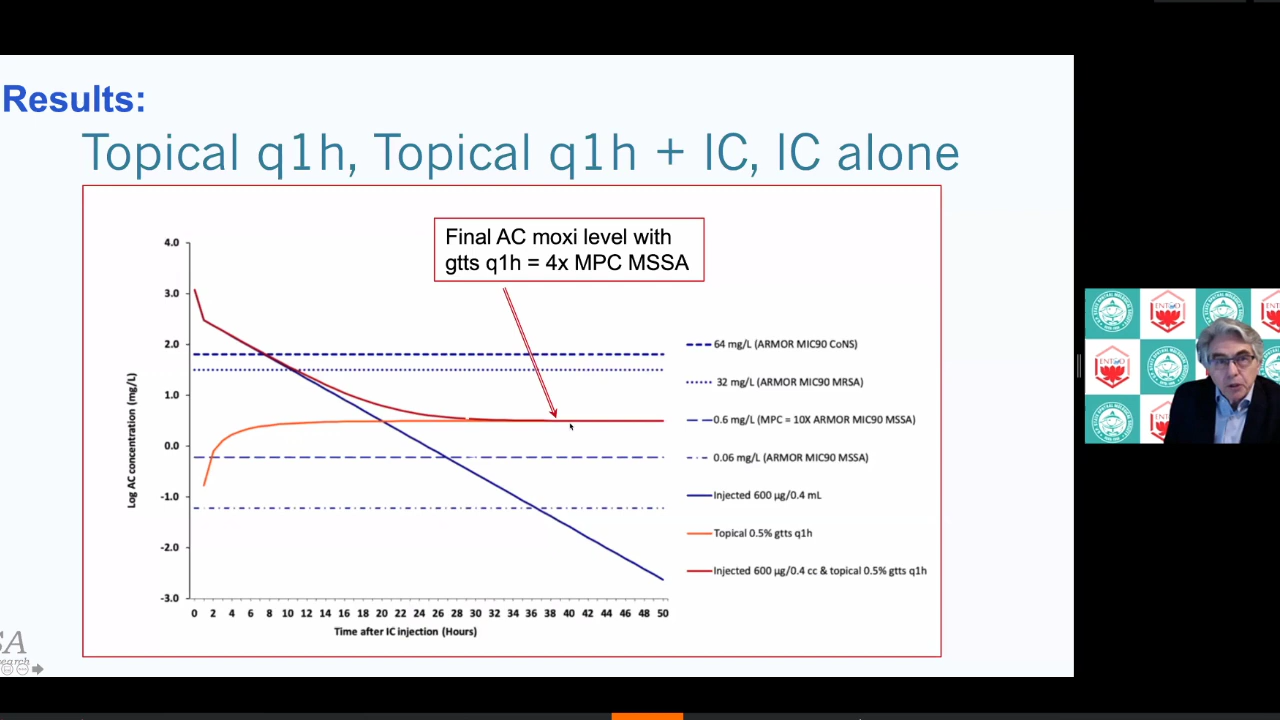 Results:
Topical q1h, Topical q1h + IC, IC alone
Final AC moxi level with
gtts q1h = 4x MPC MSSA
4.0
3.0
2.0
1.0
0.0
-1.0
-2.0
-3.0
Log AC concentration (mg/L)
0 2 4 6 8 10 12 14 16 18 20 22 24 26 28 30 32 34 36 38 40 42 44 46 48 50
Time after IC injection (Hours)
64 mg/L (ARMOR MIC90 CoNS)
32 mg/L (ARMOR MIC90 MRSA)
0.6 mg/L (MPC = 10X ARMOR MIC90 MSSA)
0.06 mg/L (ARMOR MIC90 MSSA)
Injected 600 µg/0.4 mL
Topical 0.5% gtts q1h
Injected 600 µg/0.4 cc & topical 0.5% gtts q1h
SA